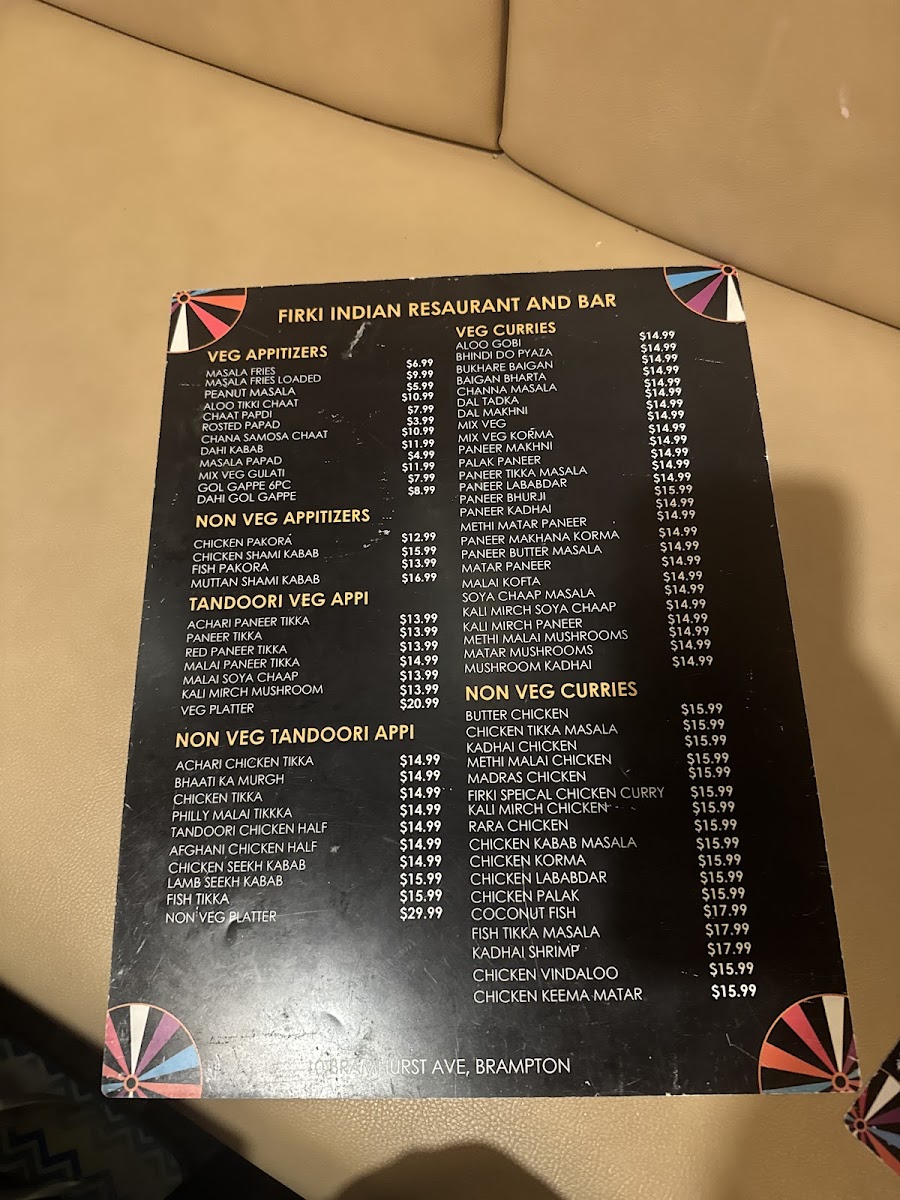 FIRKI INDIAN RESAURANT AND BAR
VEG APPITIZERS
MASALA FRIES $6.99
MASALA FRIES LOADED $9.99
PEANUT MASALA $5.99
ALOO TIKKI CHAAT $10.99
CHAAT PAPDI $7.99
ROSTED PAPAD $3.99
CHANA SAMOSA CHAAT $10.99
DAHI KABAB $11.99
MASALA PAPAD $4.99
MIX VEG GILATI $11.99
GOL GAPPE 6PC $7.99
DAHI GOL GAPPE $8.99
NON VEG APPITIZERS
CHICKEN PAKORA $12.99
CHICKEN SHAMI KABAB $15.99
FISH PAKORA $13.99
MUTTAN SHAMI KABAB $16.99
TANDOORI VEG APPI
ACHARI PANEER TIKKA $13.99
PANEER TIKKA $13.99
RED PANEER TIKKA $13.99
MALAI PANEER TIKKA $14.99
MALAI SOYA CHAAP $13.99
KALI MIRCH MUSHROOM $13.99
VEG PLATTER $20.99
NON VEG TANDOORI APPI
ACHARI CHICKEN TIKKA $14.99
BHAATI KA MURGH $14.99
CHICKEN TIKKA $14.99
PHILLY MALAI TIKKKA $14.99
TANDOORI CHICKEN HALF $14.99
AFGHANI CHICKEN HALF $14.99
CHICKEN SEEKH KABAB $14.99
LAMB SEEKH KABAB $15.99
FISH TIKKA $15.99
NON VEG PLATTER $29.99
VEG CURRIES
ALOO GOBI $14.99
BHINDI DO PYAZA $14.99
BUKHARE BAIGAN $14.99
BAIGAN BHARTA $14.99
CHANNA MASALA $14.99
DAL TADKA $14.99
DAL MAKHNI $14.99
MIX VEG $14.99
MIX VEG KORMA $14.99
PANEER MAKHNI $14.99
PALAK PANEER $14.99
PANEER TIKKA MASALA $14.99
PANEER LABABDAR $14.99
PANEER BHURJI $15.99
PANEER KADHAI $14.99
METHI MATAR PANEER $14.99
PANEER MAKHANA KORMA $14.99
PANEER BUTTER MASALA $14.99
MATAR PANEER $14.99
MALAI KOFTA $14.99
SOYA CHAAP MASALA $14.99
KALI MIRCH SOYA CHAAP $14.99
KALI MIRCH PANEER $14.99
METHI MALAI MUSHROOMS $14.99
MATAR MUSHROOMS $14.99
MUSHROOM KADHAI $14.99
NON VEG CURRIES
BUTTER CHICKEN $15.99
CHICKEN TIKKA MASALA $15.99
KADHAI CHICKEN $15.99
METHI MALAI CHICKEN $15.99
MADRAS CHICKEN $15.99
FIRKI SPEICAL CHICKEN CURRY $15.99
KALI MIRCH CHICKEN $15.99
RARA CHICKEN $15.99
CHICKEN KABAB MASALA $15.99
CHICKEN KORMA $15.99
CHICKEN LABABDAR $15.99
CHICKEN PALAK $15.99
COCONUT FISH $17.99
FISH TIKKA MASALA $17.99
KADHAI SHRIMP $17.99
CHICKEN VINDALOO $15.99
CHICKEN KEEMA MATAR $15.99
BRAMHURST AVE, BRAMPTON